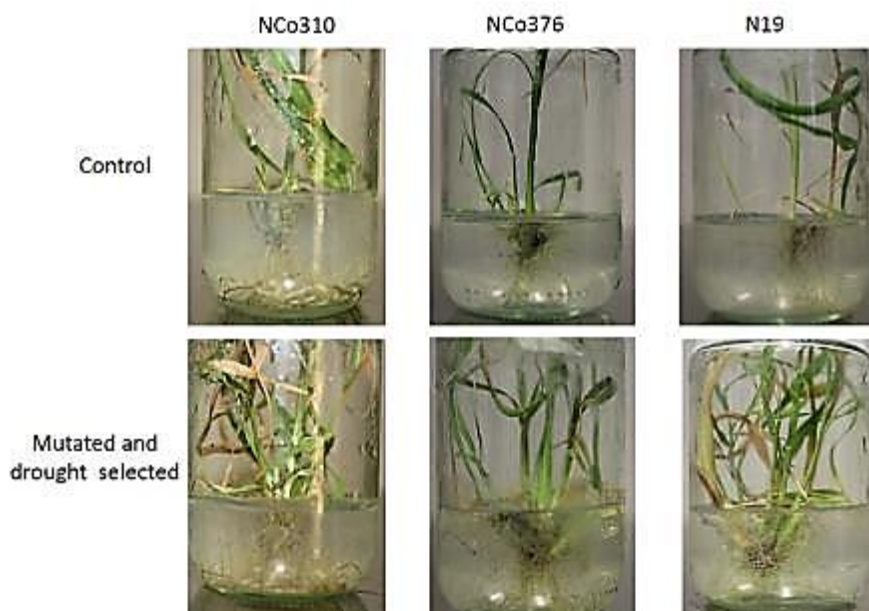 NCo310
NCo376
N19
Control
Mutated and
drought selected